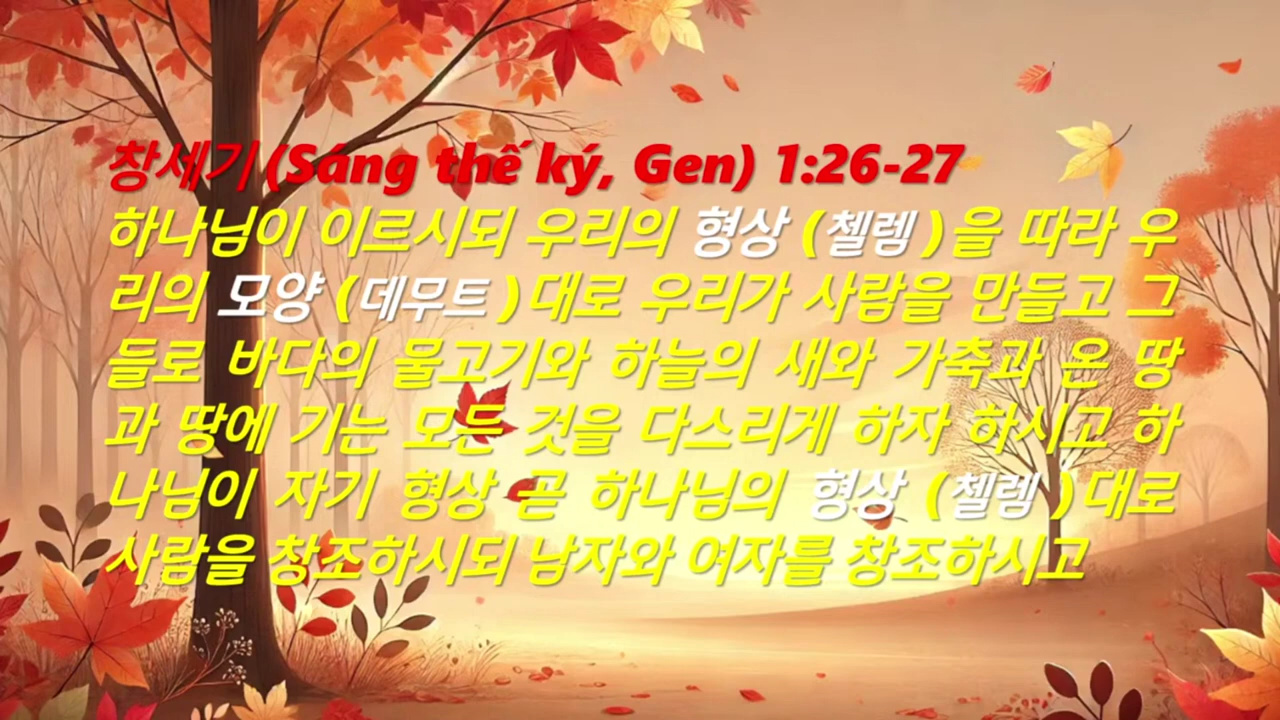 창세기(Sáng thế ký, Gen) 1:26-27
하나님이 이르시되 우리의 형상 (첼렘)을 따라 우
리의 모양 (데무트)대로 우리가 사람을 만들고 그
들로 바다의 물고기와 하늘의 새와 가축과 온 땅
과 땅에 기는 모든 것을 다스리게 하자 하시고 하
나님이 자기 형상 곧 하나님의 형상 (첼렘)대로
사람을 창조하시되 남자와 여자를 창조하시고